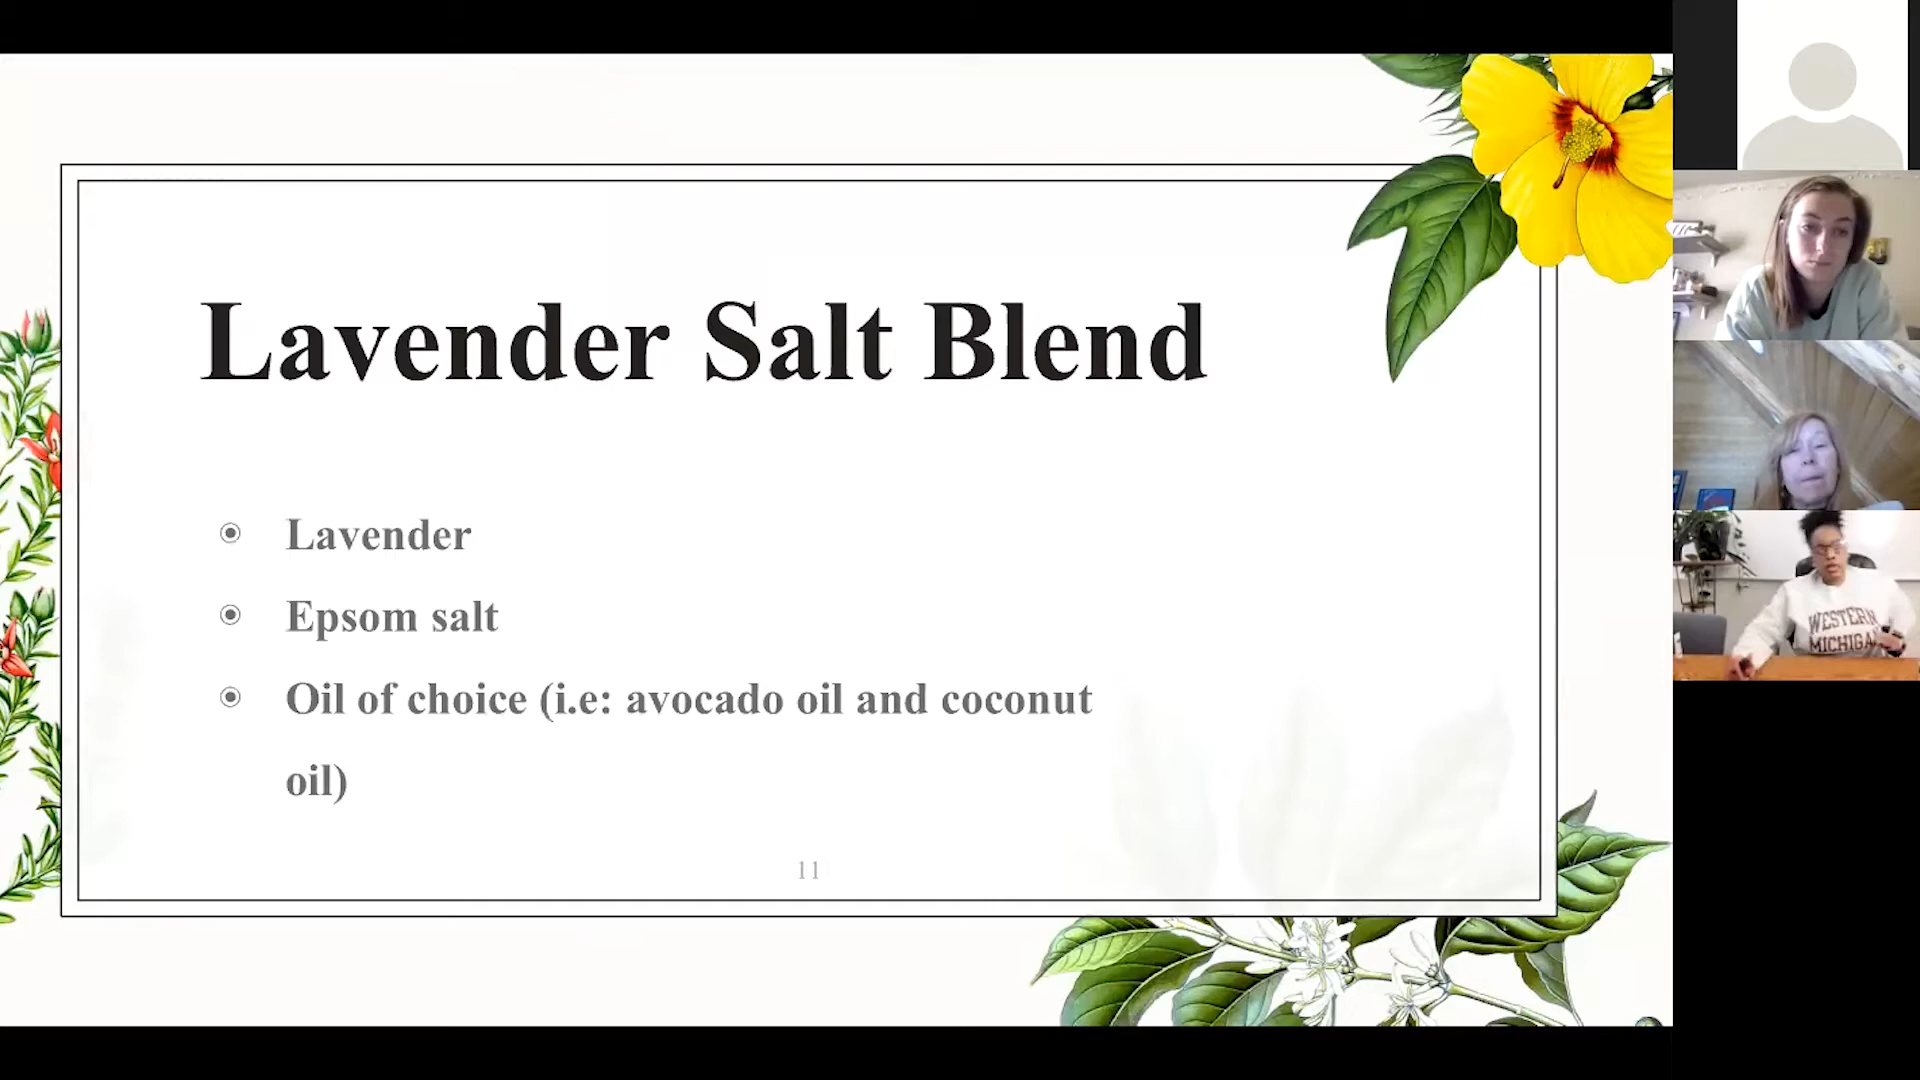 Lavender Salt Blend
Lavender
Epsom salt
Oil of choice (i.e: avocado oil and coconut
oil)
11
WESTERN
MICHIGA